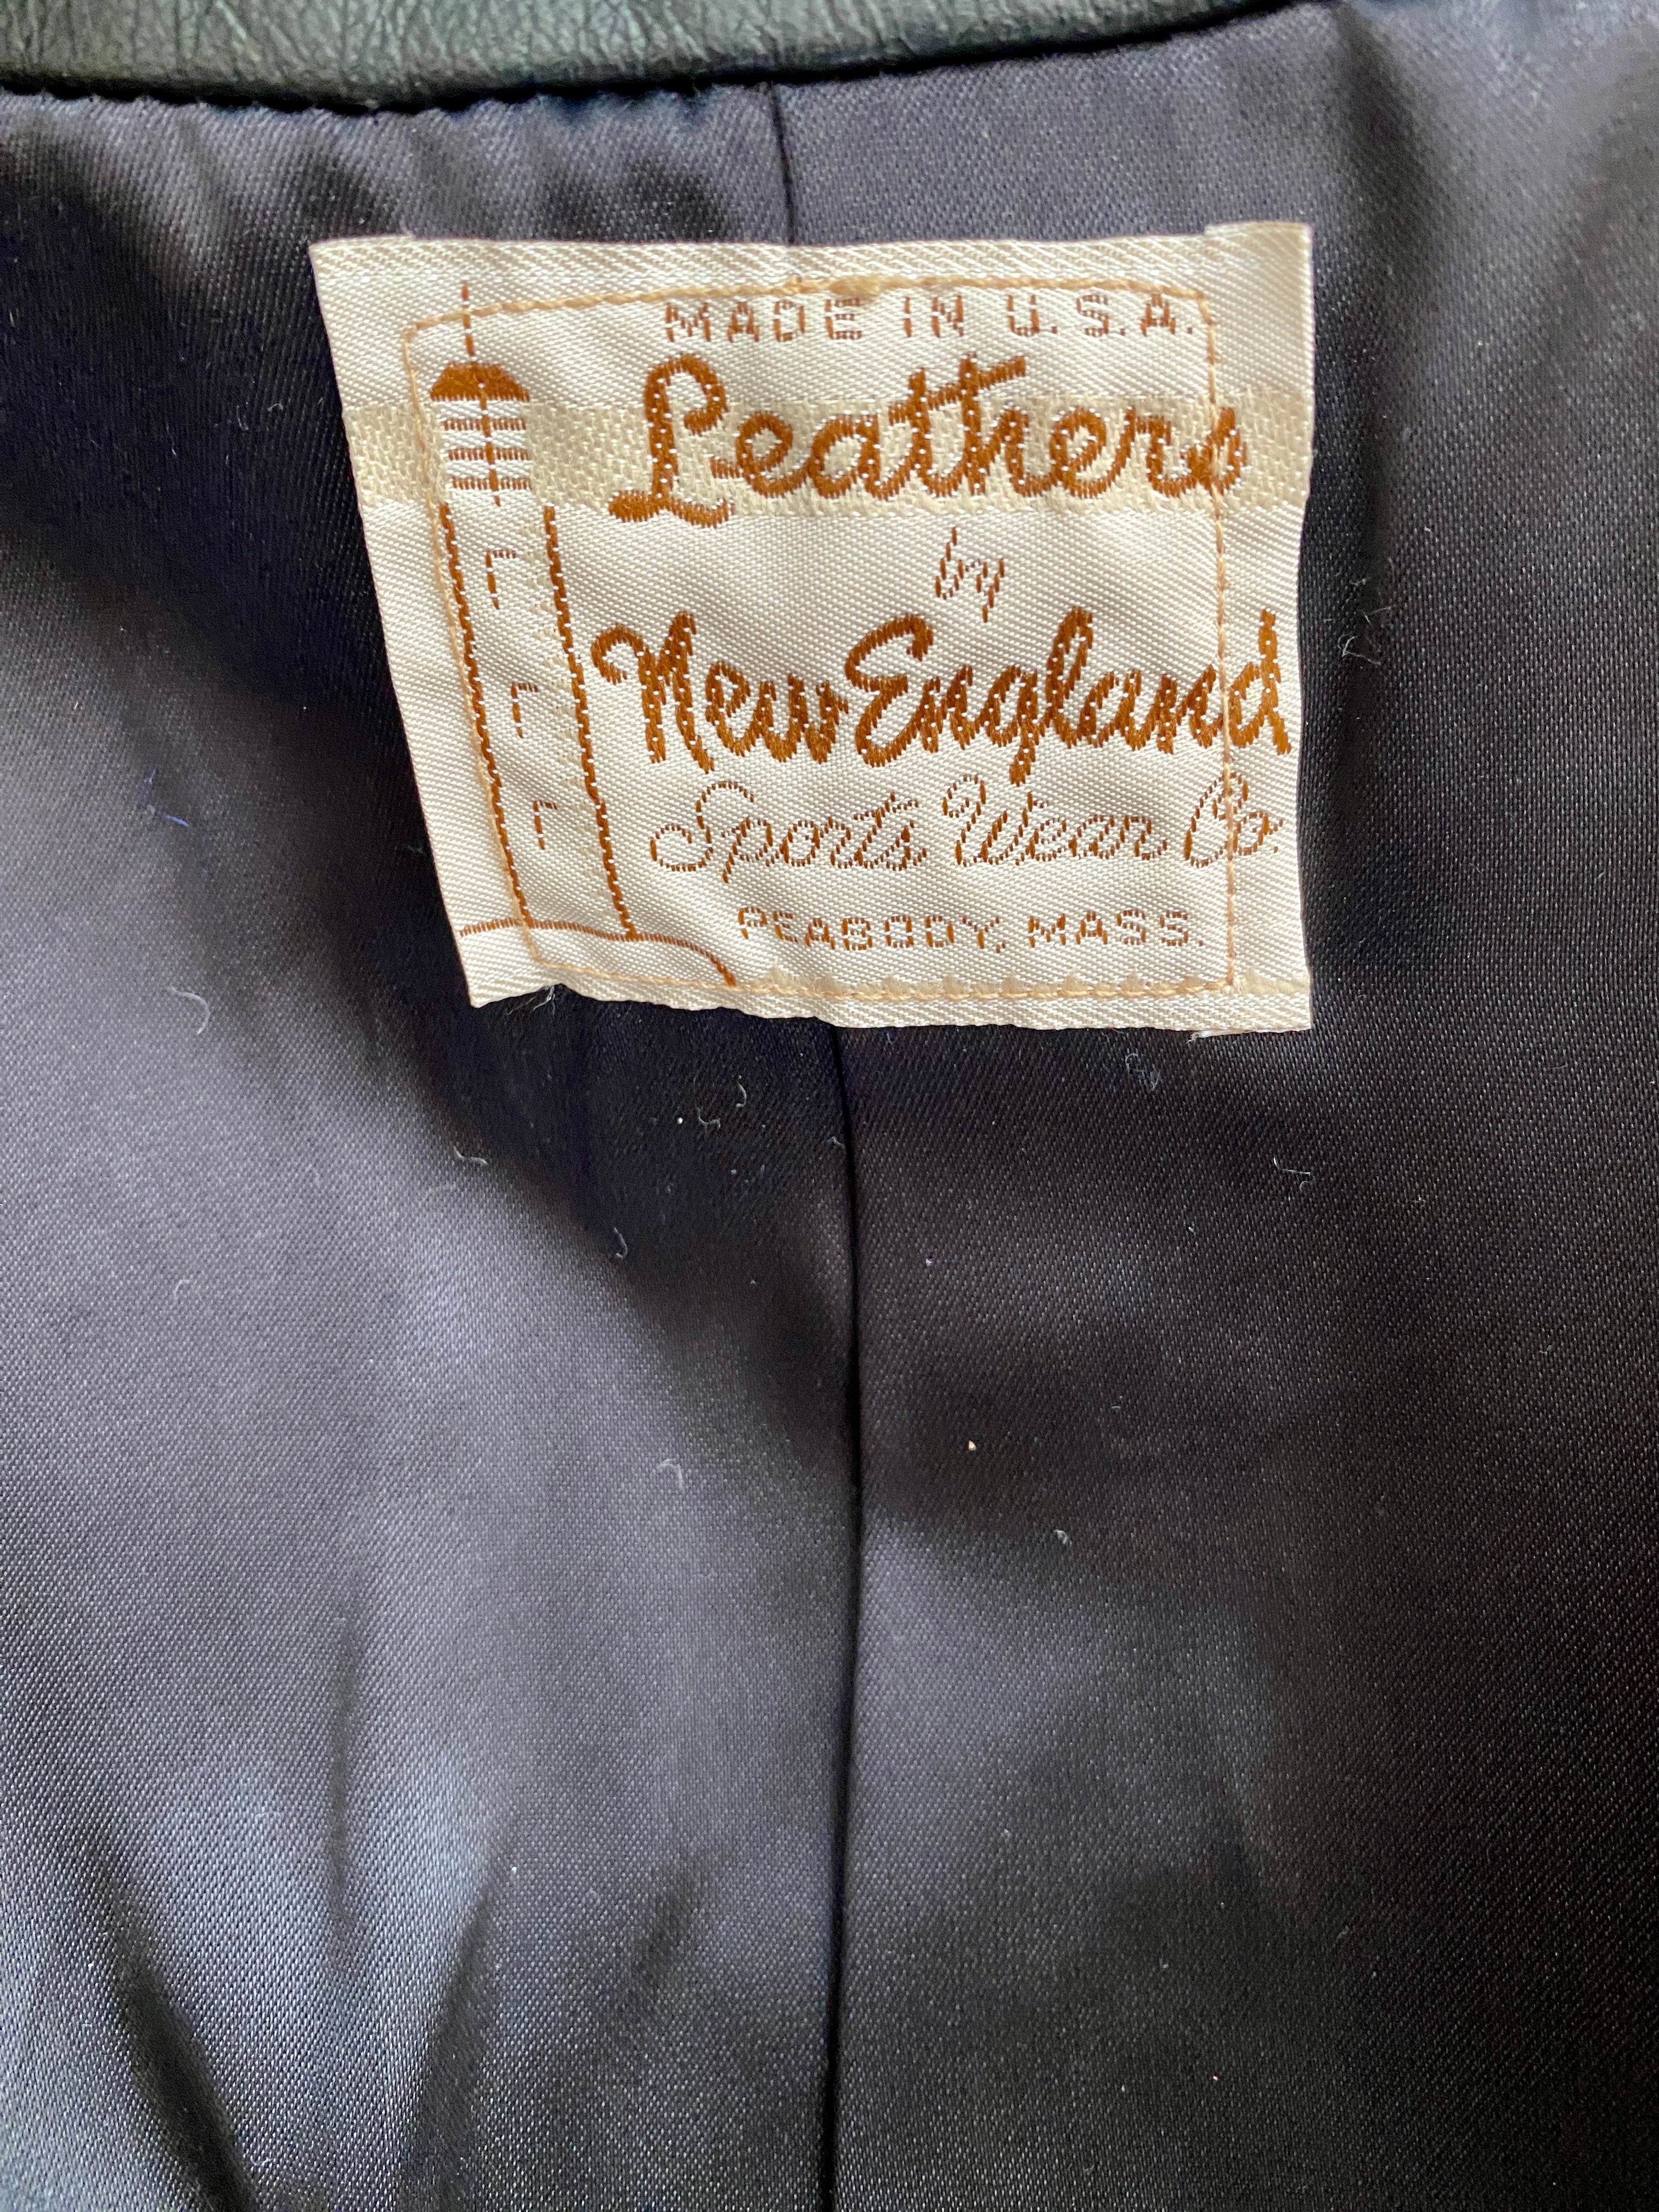 MADE IN U.S.A.
Leathers
by
New England
Sports Wear Co.
PEABODY, MASS.